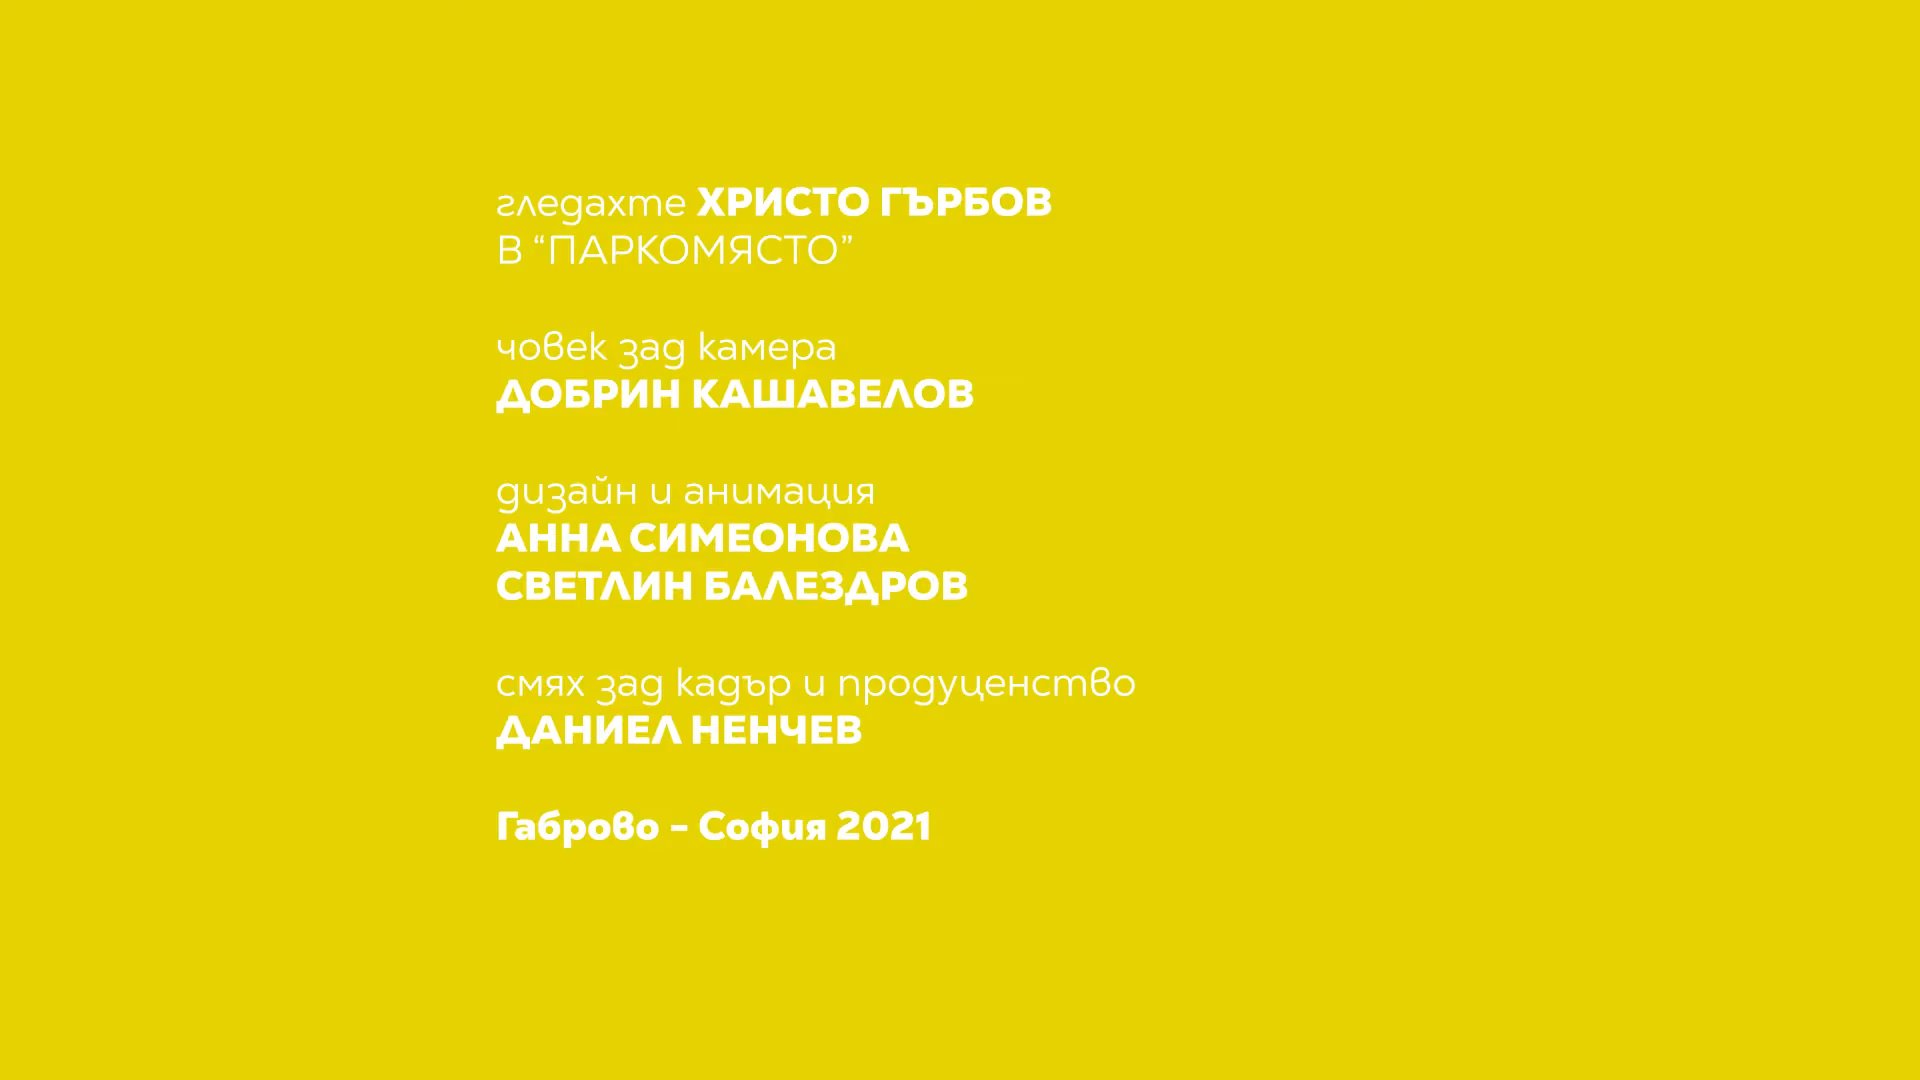 гледахте ХРИСТО ГЪРБОВ
В “ПАРКОМЯСТО”
човек зад камера
ДОБРИН КАШАВЕЛОВ
дизайн и анимация
АННА СИМЕОНОВА
СВЕТЛИН БАЛЕЗДРОВ
смях зад кадър и продуценство
ДАНИЕЛ НЕНЧЕВ
Габрово - София 2021